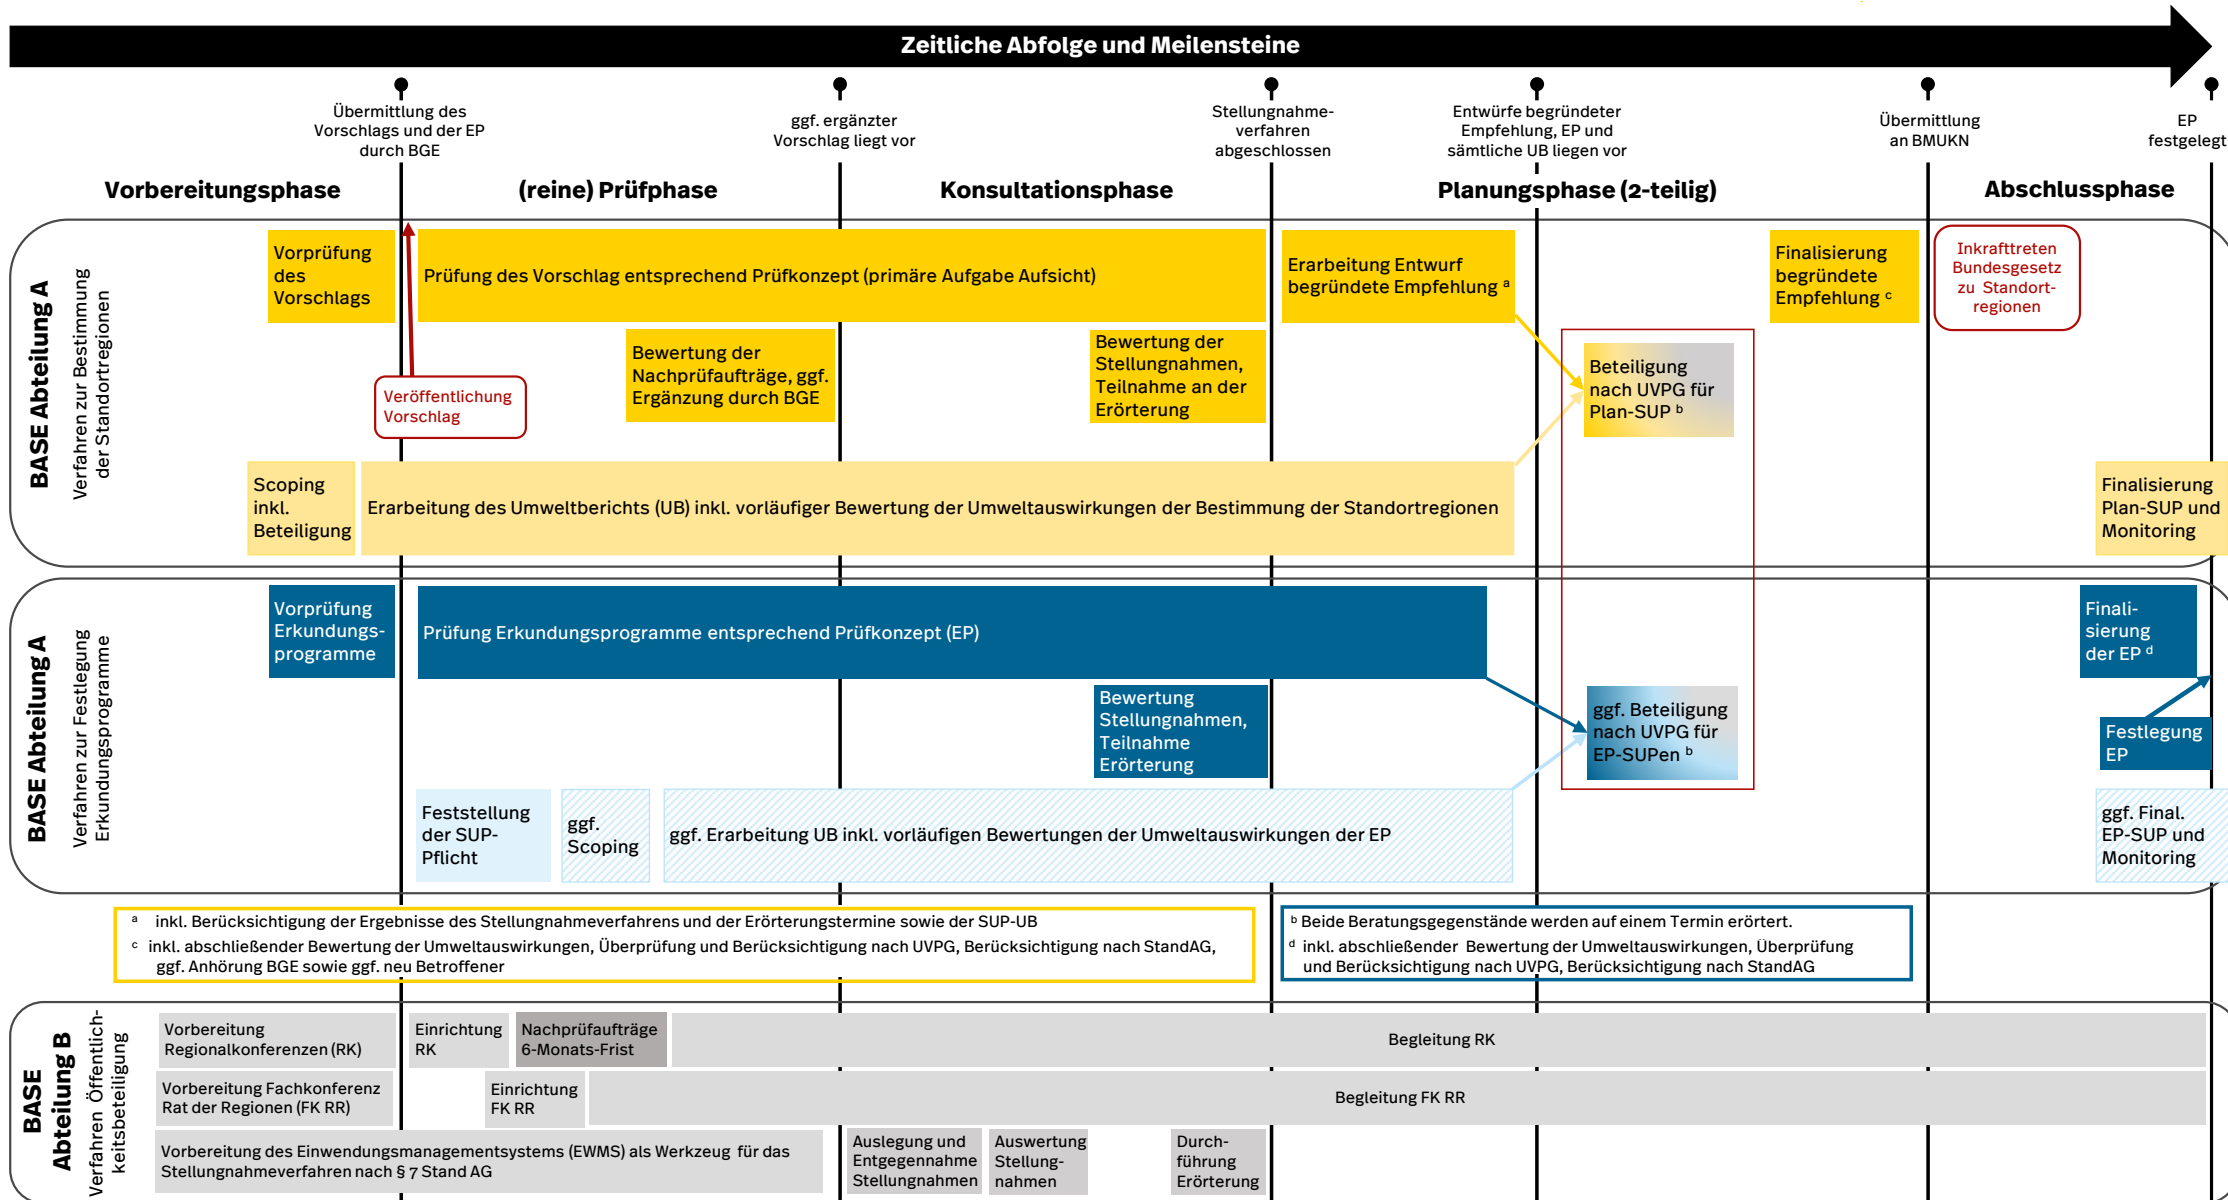 Zeitliche Abfolge und Meilensteine
Übermittlung des
Vorschlags und der EP
durch BGE
ggf. ergänzter
Vorschlag liegt vor
Stellungnahme-
verfahren
abgeschlossen
Entwürfe begründeter
Empfehlung, EP und
sämtliche UB liegen vor
Übermittlung
an BMUKN
EP
festgelegt
Vorbereitungsphase
(reine) Prüfphase
Konsultationsphase
Planungsphase (2-teilig)
Abschlussphase
BASE Abteilung A
Verfahren zur Bestimmung
der Standortregionen
Vorprüfung
des
Vorschlags
Prüfung des Vorschlag entsprechend Prüfkonzept (primäre Aufgabe Aufsicht)
Erarbeitung Entwurf
begründete Empfehlung a
Finalisierung
begründete
Empfehlung c
Inkrafttreten
Bundesgesetz
zu Standort-
regionen
Veröffentlichung
Vorschlag
Bewertung der
Nachprüfaufträge, ggf.
Ergänzung durch BGE
Bewertung der
Stellungnahmen,
Teilnahme an der
Erörterung
Beteiligung
nach UVPG für
Plan-SUP b
Scoping
inkl.
Beteiligung
Erarbeitung des Umweltberichts (UB) inkl. vorläufiger Bewertung der Umweltauswirkungen der Bestimmung der Standortregionen
Finalisierung
Plan-SUP und
Monitoring
BASE Abteilung A
Verfahren zur Festlegung
Erkundungsprogramme
Vorprüfung
Erkundungs-
programme
Prüfung Erkundungsprogramme entsprechend Prüfkonzept (EP)
Finali-
sierung
der EP d
Bewertung
Stellungnahmen,
Teilnahme
Erörterung
ggf. Beteiligung
nach UVPG für
EP-SUPen b
Festlegung
EP
Feststellung
der SUP-
Pflicht
ggf.
Scoping
ggf. Erarbeitung UB inkl. vorläufigen Bewertungen der Umweltauswirkungen der EP
ggf. Final.
EP-SUP und
Monitoring
a inkl. Berücksichtigung der Ergebnisse des Stellungnahmeverfahrens und der Erörterungstermine sowie der SUP-UB
c inkl. abschließender Bewertung der Umweltauswirkungen, Überprüfung und Berücksichtigung nach UVPG, Berücksichtigung nach StandAG,
ggf. Anhörung BGE sowie ggf. neu Betroffener
b Beide Beratungsgegenstände werden auf einem Termin erörtert.
d inkl. abschließender Bewertung der Umweltauswirkungen, Überprüfung
und Berücksichtigung nach UVPG, Berücksichtigung nach StandAG
BASE
Abteilung B
Verfahren Öffentlich-
keitsbeteiligung
Vorbereitung
Regionalkonferenzen (RK)
Einrichtung
RK
Nachprüfaufträge
6-Monats-Frist
Begleitung RK
Vorbereitung Fachkonferenz
Rat der Regionen (FK RR)
Einrichtung
FK RR
Begleitung FK RR
Vorbereitung des Einwendungsmanagementsystems (EWMS) als Werkzeug für das
Stellungnahmeverfahren nach § 7 Stand AG
Auslegung und
Entgegennahme
Stellungnahmen
Auswertung
Stellung-
nahmen
Durch-
führung
Erörterung